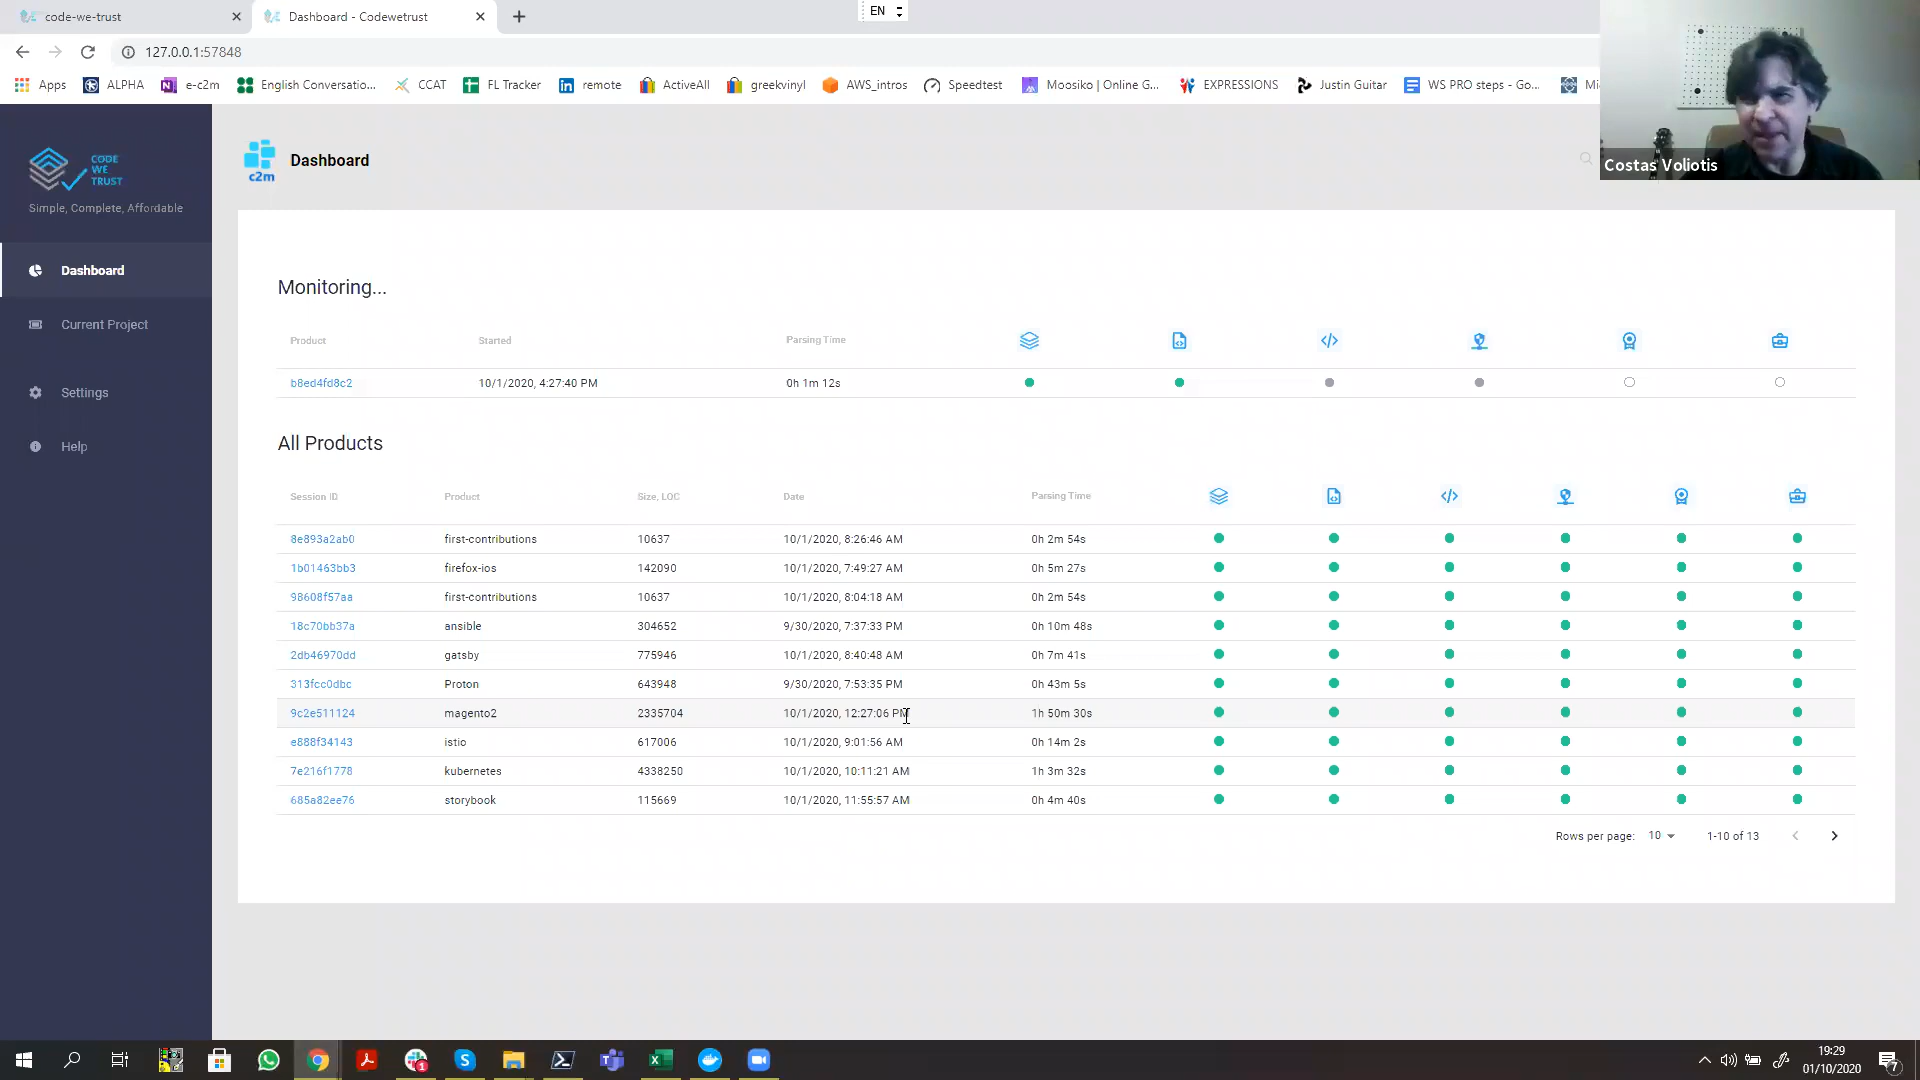 code-we-trust
Dashboard - Codewetrust
EN
127.0.0.1:57848
Apps
ALPHA
e-c2m
English Conversatio...
CCAT
FL Tracker
remote
ActiveAll
greekvinyl
AWS_intros
Speedtest
Moosiko | Online G...
EXPRESSIONS
Justin Guitar
WS PRO steps - Go...
Mi
Costas Voliotis
CODE
WE
TRUST
Simple, Complete, Affordable
Dashboard
Current Project
Settings
Help
c2m
Dashboard
Monitoring...
Product Started Parsing Time
b8ed4fd8c2 10/1/2020, 4:27:40 PM 0h 1m 12s
All Products
Session ID Product Size, LOC Date Parsing Time
8e893a2ab0 first-contributions 10637 10/1/2020, 8:26:46 AM 0h 2m 54s
1b01463bb3 firefox-ios 142090 10/1/2020, 7:49:27 AM 0h 5m 27s
98608f57aa first-contributions 10637 10/1/2020, 8:04:18 AM 0h 2m 54s
18c70bb37a ansible 304652 9/30/2020, 7:37:33 PM 0h 10m 48s
2db46970dd gatsby 775946 10/1/2020, 8:40:48 AM 0h 7m 41s
313fcc0dbc Proton 643948 9/30/2020, 7:53:35 PM 0h 43m 5s
9c2e511124 magento2 2335704 10/1/2020, 12:27:06 PM 1h 50m 30s
e888f34143 istio 617006 10/1/2020, 9:01:56 AM 0h 14m 2s
7e216f1778 kubernetes 4338250 10/1/2020, 10:11:21 AM 1h 3m 32s
685a82ee76 storybook 115669 10/1/2020, 11:55:57 AM 0h 4m 40s
Rows per page: 10 1-10 of 13
19:29
01/10/2020
7